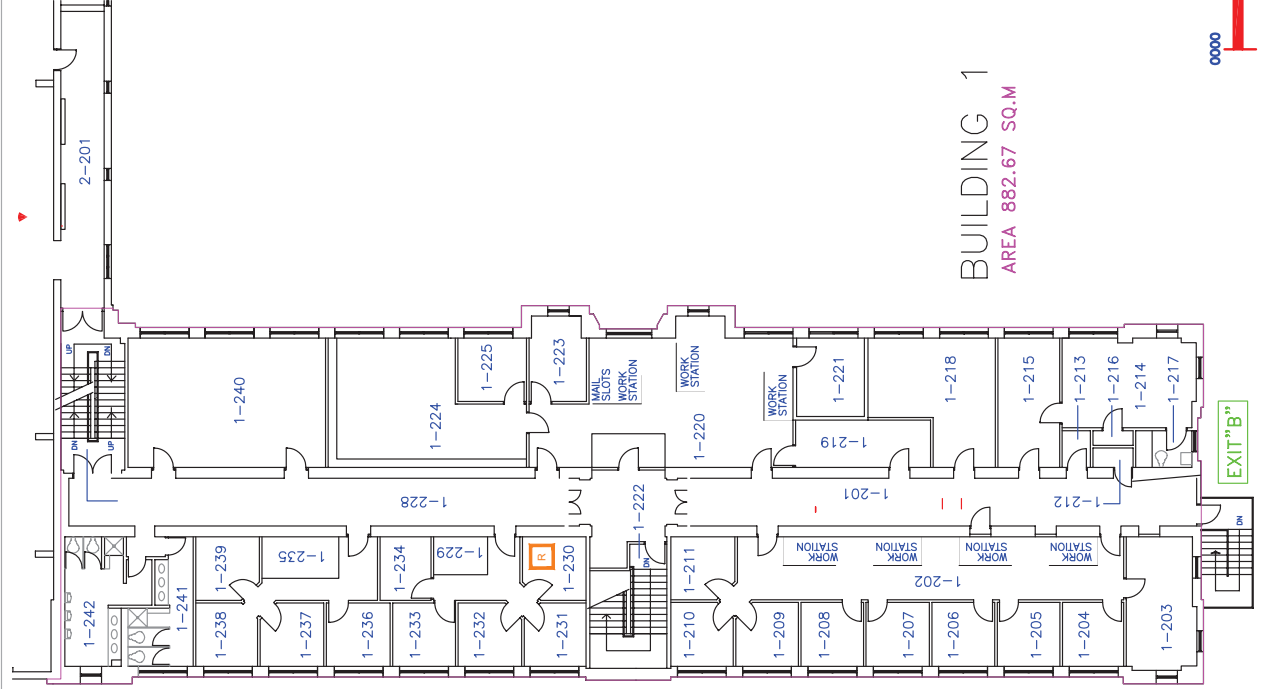 0000
BUILDING 1
AREA 882.67 SQ.M
2-201
UP
DN
DN
UP
1-240
1-224
1-225
1-223
MAIL
SLOTS
WORK
STATION
WORK
STATION
WORK
STATION
1-220
1-221
1-219
1-218
1-215
1-213
1-216
1-214
1-217
EXIT"B"
1-228
1-222
1-201
1-212
DN
1-242
1-241
1-239
1-238
1-235
1-237
1-236
1-234
1-233
1-229
1-232
R
1-230
1-231
DN
1-211
1-210
1-209
1-208
1-207
1-206
1-205
1-204
1-203
1-202
WORK
STATION
WORK
STATION
WORK
STATION
WORK
STATION